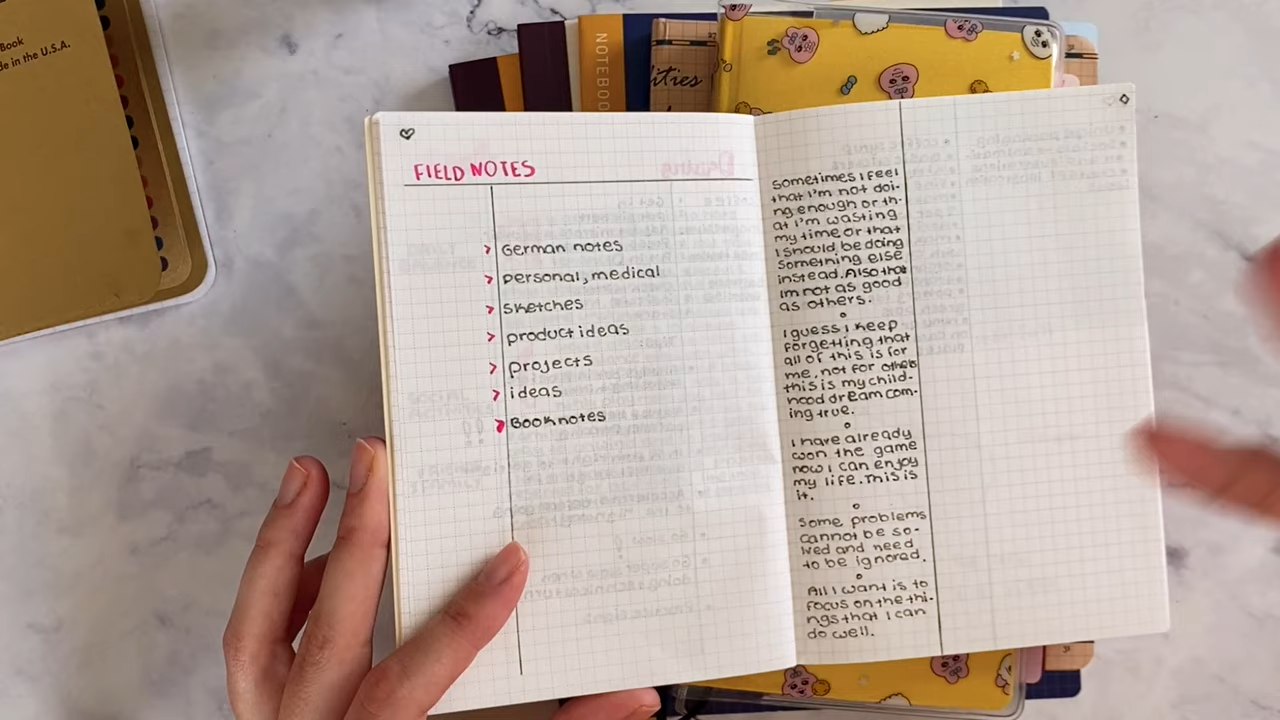 Book
de in the U.S.A.
NOTEBOO
lities
FIELD NOTES
> German notes
> personal, medical
> sketches
> product ideas
> projects
> ideas
> Book notes
sometimes I feel
that I'm not doi-
ng enough or th-
at I'm wasting
my time or that
I should be doing
something else
instead. Also that
im not as good
as others.
I guess I keep
forgetting that
all of this is for
me, not for others
this is my child-
hood dream com-
ing true.
I have already
won the game
now I can enjoy
my life. This is
it.
Some problems
cannot be so-
lved and need
to be ignored.
All I want is to
focus on the thi-
ngs that I can
do well.